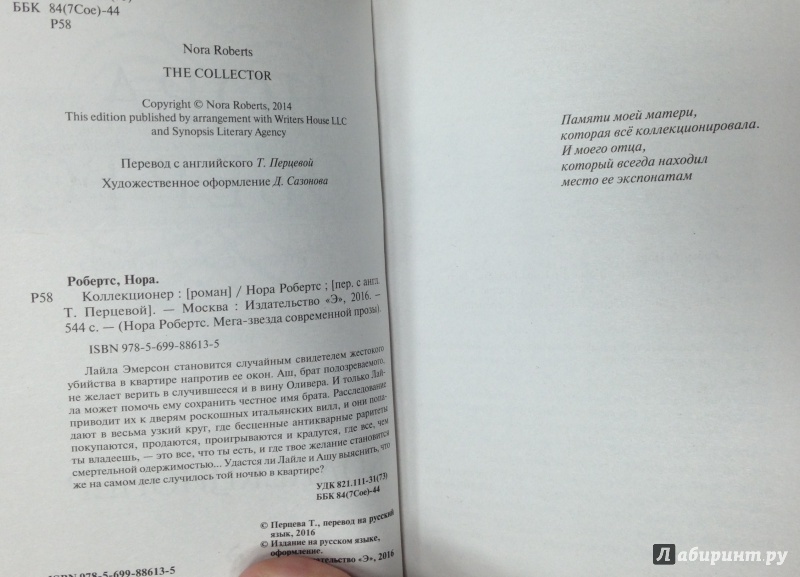 ББК 84(7Сое)-44
Р58
Nora Roberts
THE COLLECTOR
Copyright © Nora Roberts, 2014
This edition published by arrangement with Writers House LLC
and Synopsis Literary Agency
Перевод с английского Т. Перцевой
Художественное оформление Д. Сазонова
Робертс, Нора.
Р58 Коллекционер : [роман] / Нора Робертс ; [пер. с англ.
Т. Перцевой]. — Москва : Издательство «Э», 2016. —
544 с. — (Нора Робертс. Мега-звезда современной прозы).
ISBN 978-5-699-88613-5
Лайла Эмерсон становится случайным свидетелем жестокого
убийства в квартире напротив ее окон. Аш, брат подозреваемого,
не желает верить в случившееся и в вину Оливера. И только Лай-
ла может помочь ему сохранить честное имя брата. Расследование
приводит их к дверям роскошных итальянских вилл, и они попа-
дают в весьма узкий круг, где бесценные антикварные раритеты
покупаются, продаются, проигрываются и крадутся, где все, чем
ты владеешь, — это все, что ты есть, и где твое желание становится
смертельной одержимостью... Удастся ли Лайле и Ашу выяснить, что
же на самом деле случилось той ночью в квартире?
УДК 821.111-31(73)
ББК 84(7Сое)-44
© Перцева Т., перевод на русский
язык, 2016
© Издание на русском языке,
оформление.
«Э», 2016
ISBN 978-5-699-88613-5
Памяти моей матери,
которая всё коллекционировала.
И моего отца,
который всегда находил
место ее экспонатам
Лабиринт.ру